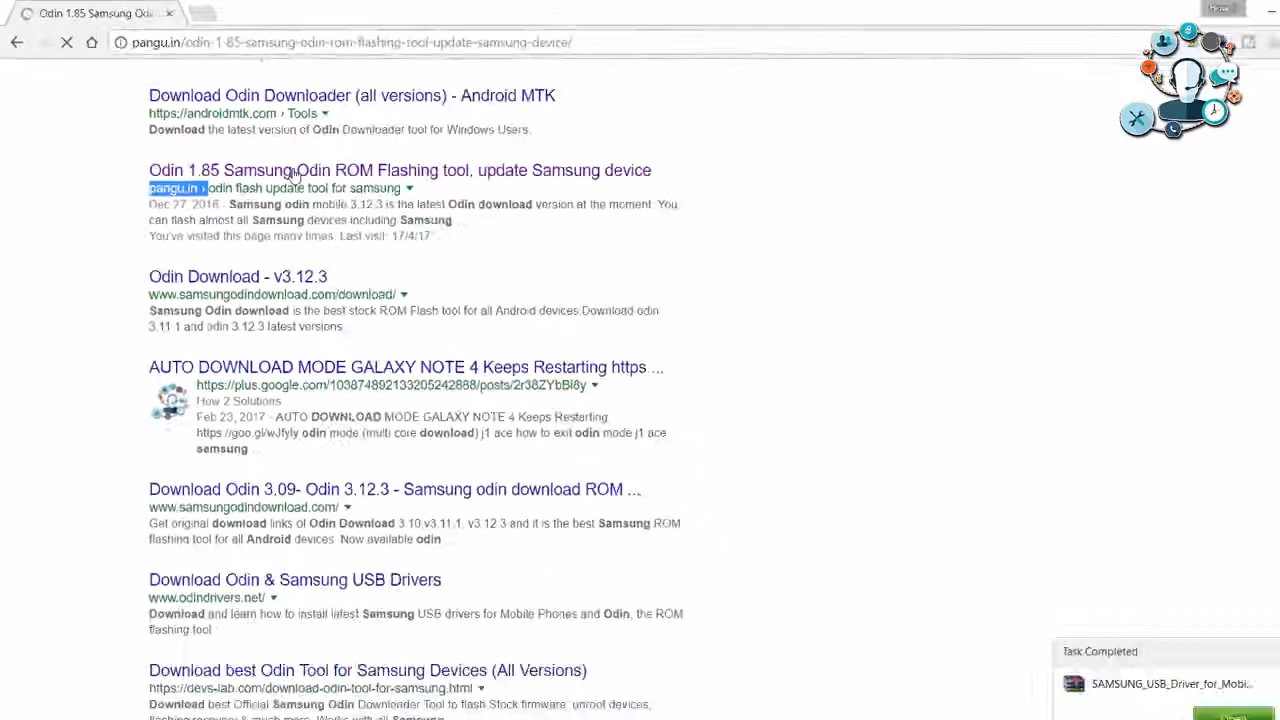 Odin 1.85 Samsung Odi
pangu.in/odin-1-85-samsung-odin-rom-flashing-tool-update-samsung-device/
Download Odin Downloader (all versions) - Android MTK
https://androidmtk.com › Tools
Download the latest version of Odin Downloader tool for Windows Users.
Odin 1.85 Samsung Odin ROM Flashing tool, update Samsung device
pangu.in › odin flash update tool for samsung
Dec 27, 2016 - Samsung odin mobile 3.12.3 is the latest Odin download version at the moment. You
can flash almost all Samsung devices including Samsung ...
You've visited this page many times. Last visit: 17/4/17
Odin Download - v3.12.3
www.samsungodindownload.com/download/
Samsung Odin download is the best stock ROM Flash tool for all Android devices.Download odin
3.11.1 and odin 3.12.3 latest versions.
AUTO DOWNLOAD MODE GALAXY NOTE 4 Keeps Restarting https ...
https://plus.google.com/103874892133205242888/posts/2r38ZYbBi8y
How 2 Solutions
Feb 23, 2017 - AUTO DOWNLOAD MODE GALAXY NOTE 4 Keeps Restarting
https://goo.gl/wJfyly odin mode (multi core download) j1 ace how to exit odin mode j1 ace
samsung ...
Download Odin 3.09- Odin 3.12.3 - Samsung odin download ROM ...
www.samsungodindownload.com/
Get original download links of Odin Download 3.10,v3.11.1, v3.12.3 and it is the best Samsung ROM
flashing tool for all Android devices. Now available odin ...
Download Odin & Samsung USB Drivers
www.odindrivers.net/
Download and learn how to install latest Samsung USB drivers for Mobile Phones and Odin, the ROM
flashing tool.
Download best Odin Tool for Samsung Devices (All Versions)
https://devs-lab.com/download-odin-tool-for-samsung.html
Download best Official Samsung Odin Downloader Tool to flash Stock firmware, unroot devices,
Task Completed
SAMSUNG_USB_Driver_for_Mobi...